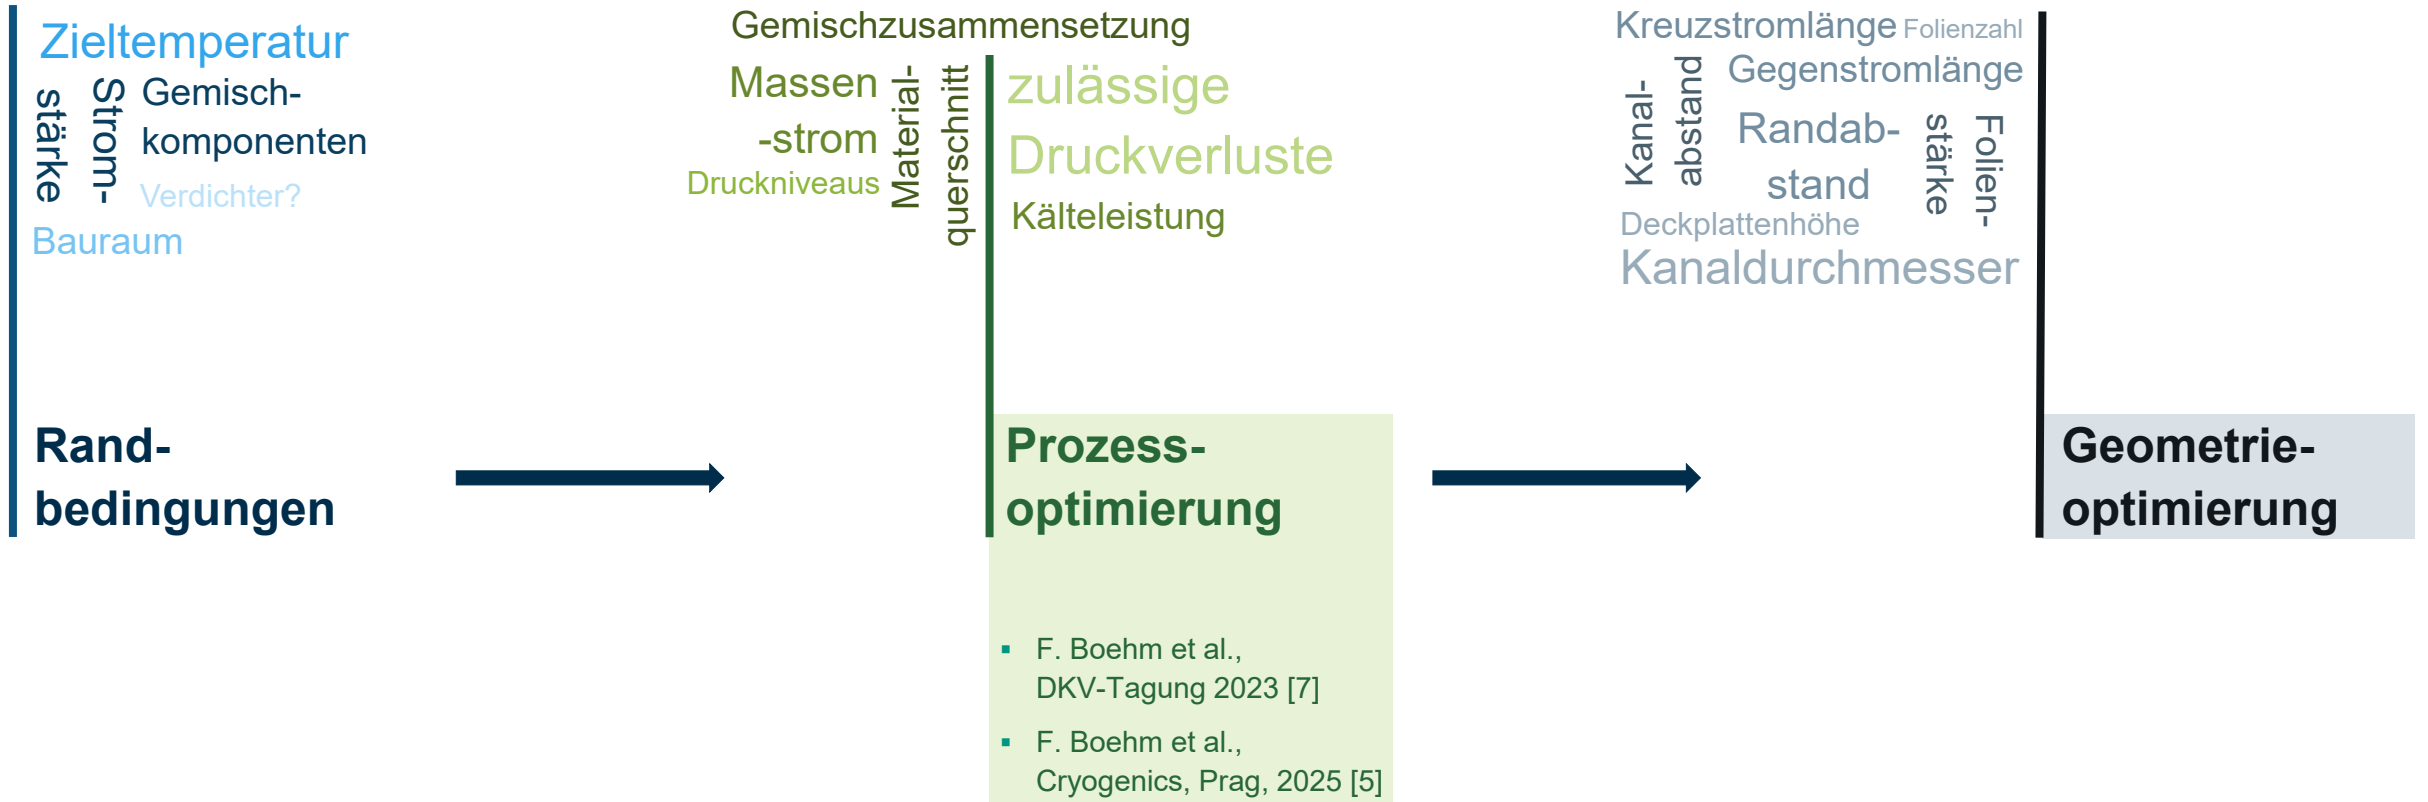 Zieltemperatur
Strom-
stärke
Gemisch-
komponenten
Verdichter?
Bauraum
Rand-
bedingungen
Gemischzusammensetzung
Massen
-strom
Druckniveaus
Material-
querschnitt
zulässige
Druckverluste
Kälteleistung
Prozess-
optimierung
▪ F. Boehm et al.,
DKV-Tagung 2023 [7]
▪ F. Boehm et al.,
Cryogenics, Prag, 2025 [5]
Kreuzstromlänge Folienzahl
Kanal-
abstand
Gegenstromlänge
Randab-
stand
Folien-
stärke
Deckplattenhöhe
Kanaldurchmesser
Geometrie-
optimierung